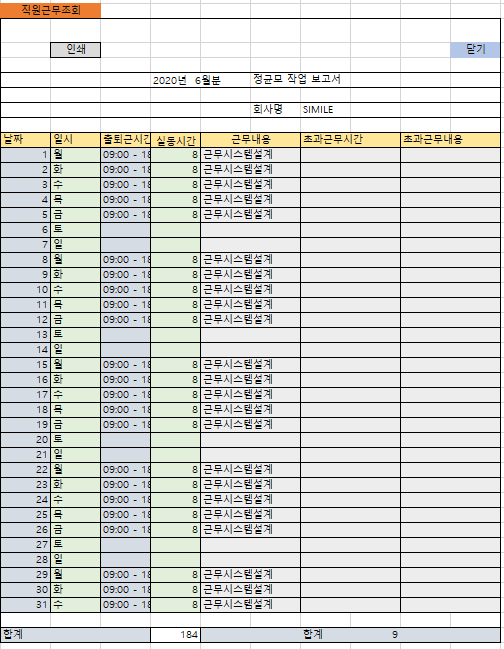 직원근무조회
인쇄 닫기
2020년 6월분 정균모 작업 보고서
회사명 SIMILE
날짜 일시 출퇴근시간 실동시간 근무내용 초과근무시간 초과근무내용
1 월 09:00 - 18 8 근무시스템설계
2 화 09:00 - 18 8 근무시스템설계
3 수 09:00 - 18 8 근무시스템설계
4 목 09:00 - 18 8 근무시스템설계
5 금 09:00 - 18 8 근무시스템설계
6 토
7 일
8 월 09:00 - 18 8 근무시스템설계
9 화 09:00 - 18 8 근무시스템설계
10 수 09:00 - 18 8 근무시스템설계
11 목 09:00 - 18 8 근무시스템설계
12 금 09:00 - 18 8 근무시스템설계
13 토
14 일
15 월 09:00 - 18 8 근무시스템설계
16 화 09:00 - 18 8 근무시스템설계
17 수 09:00 - 18 8 근무시스템설계
18 목 09:00 - 18 8 근무시스템설계
19 금 09:00 - 18 8 근무시스템설계
20 토
21 일
22 월 09:00 - 18 8 근무시스템설계
23 화 09:00 - 18 8 근무시스템설계
24 수 09:00 - 18 8 근무시스템설계
25 목 09:00 - 18 8 근무시스템설계
26 금 09:00 - 18 8 근무시스템설계
27 토
28 일
29 월 09:00 - 18 8 근무시스템설계
30 화 09:00 - 18 8 근무시스템설계
31 수 09:00 - 18 8 근무시스템설계
합계 184 합계 9